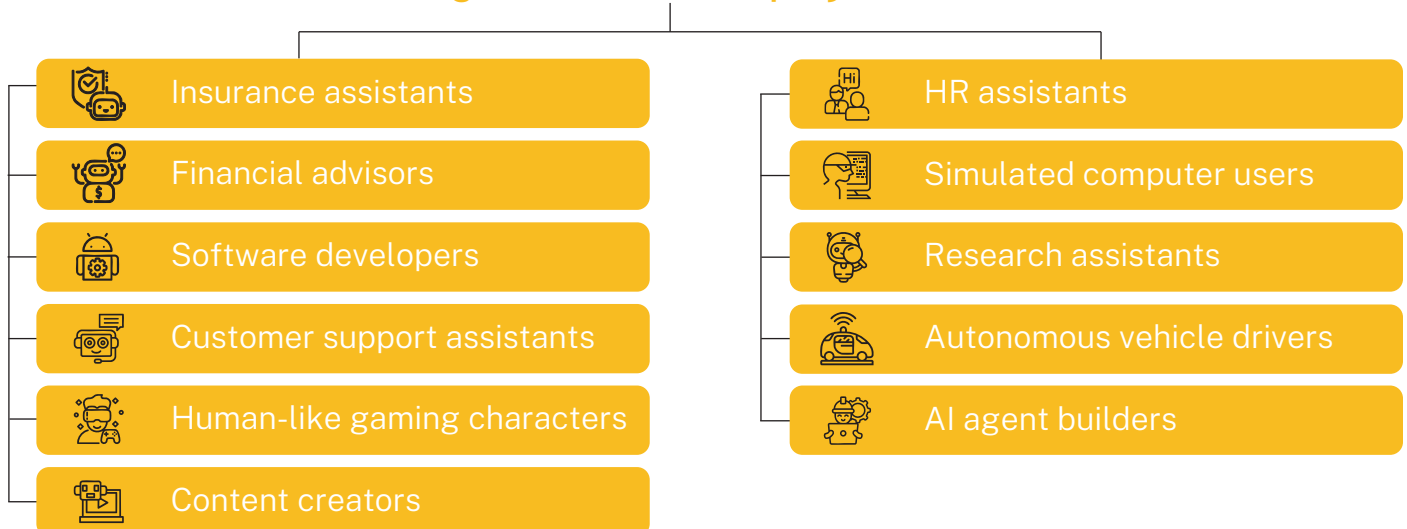 Insurance assistants
Financial advisors
Software developers
Customer support assistants
Human-like gaming characters
Content creators
Hi
HR assistants
Simulated computer users
Research assistants
Autonomous vehicle drivers
AI agent builders